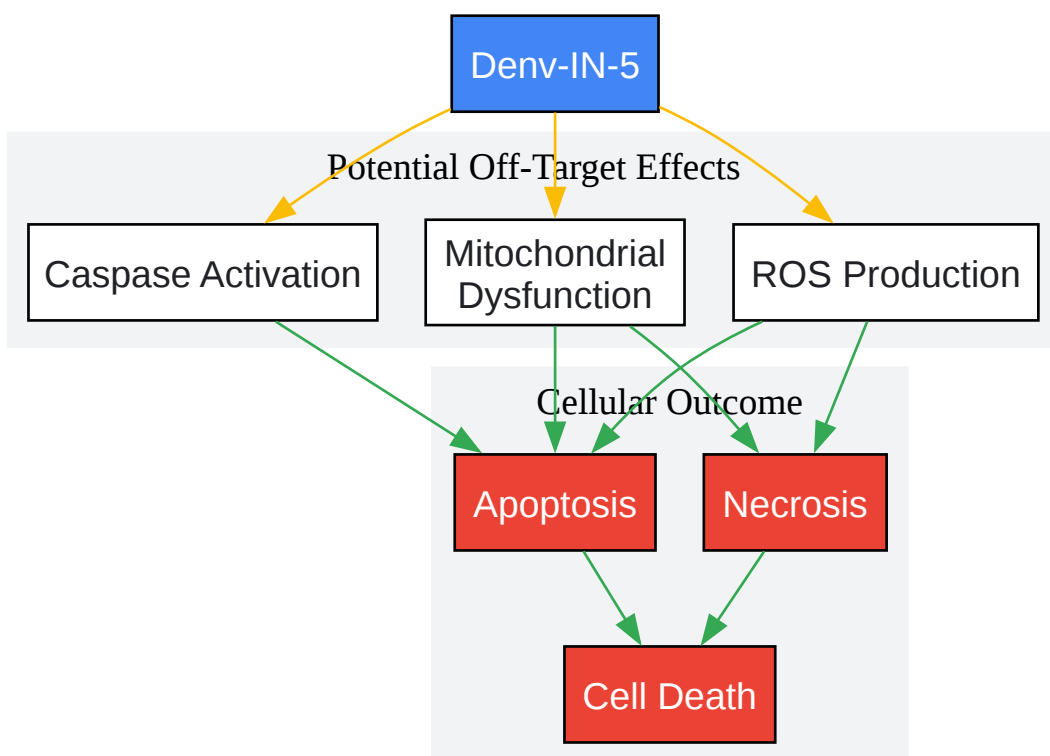 Denv-IN-5
Potential Off-Target Effects
Caspase Activation
Mitochondrial
Dysfunction
ROS Production
Cellular Outcome
Apoptosis
Necrosis
Cell Death